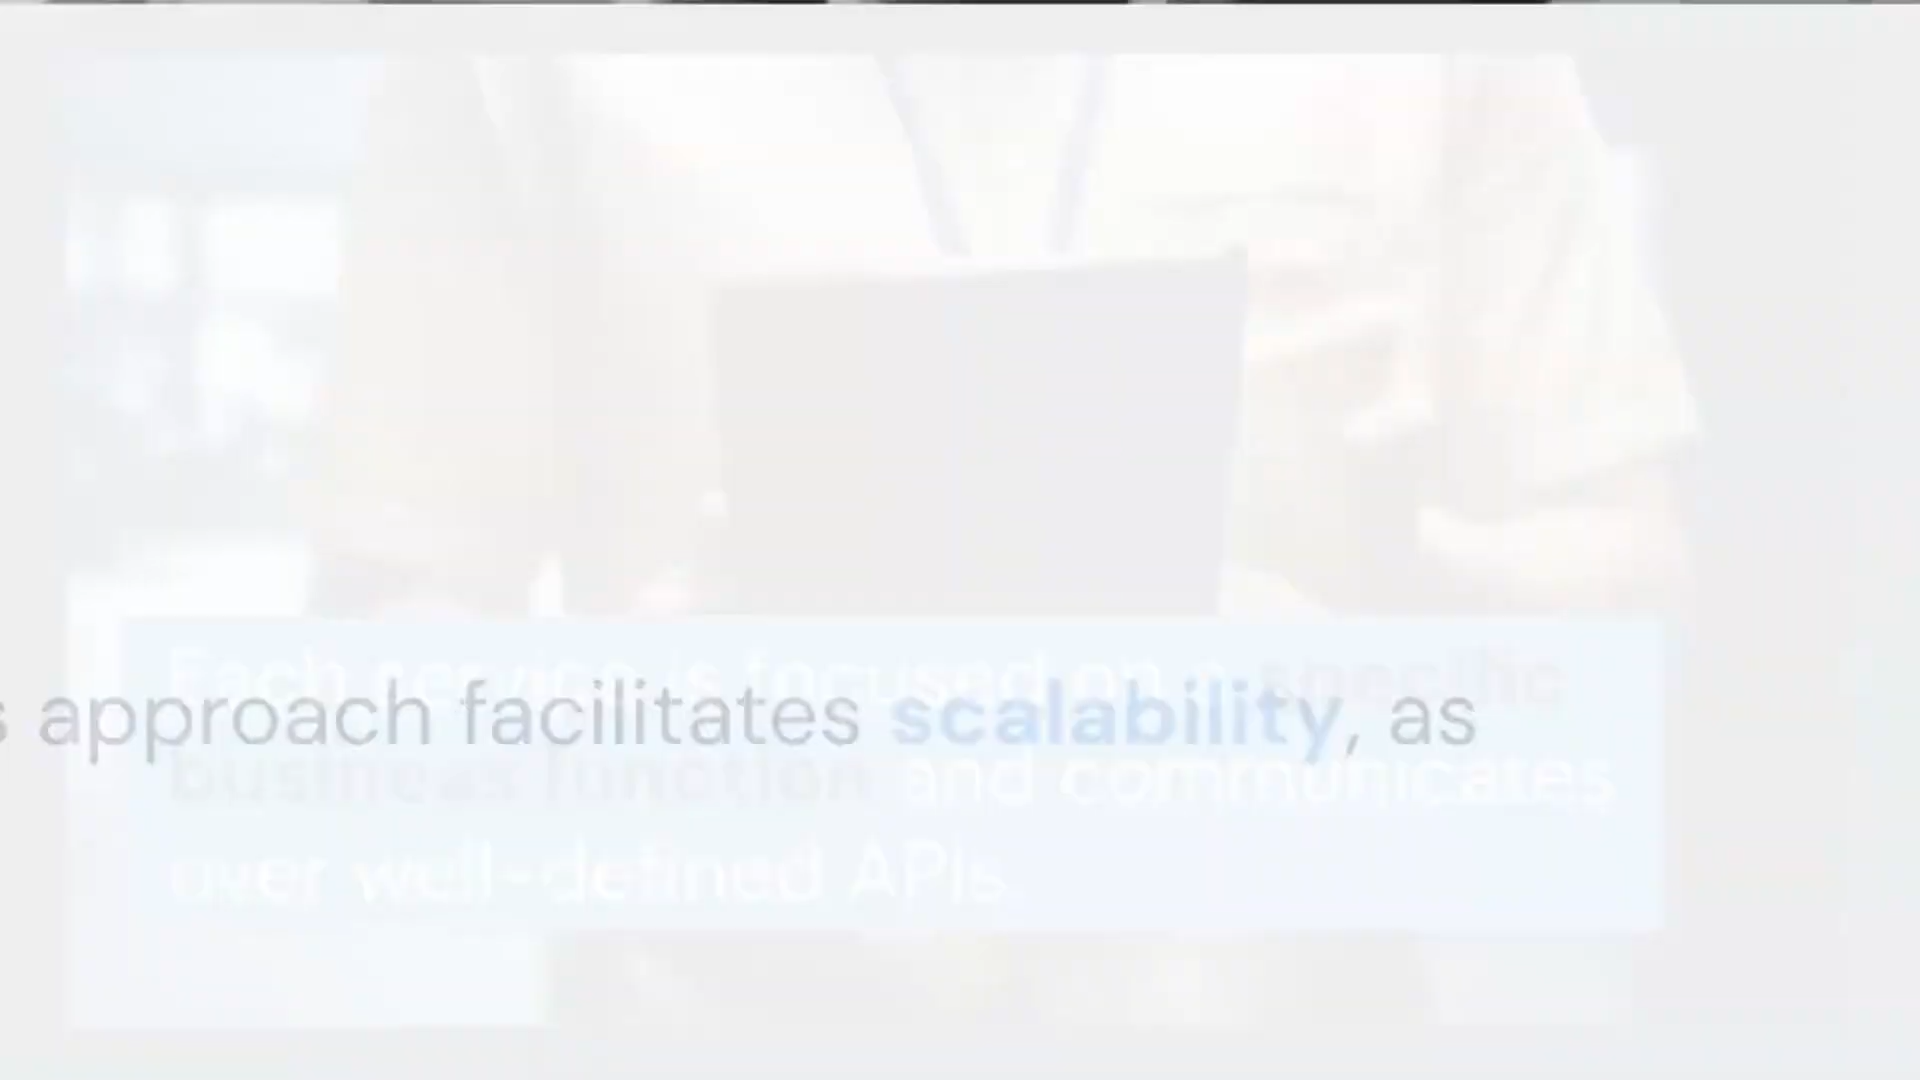 Each service is focused on a specific
s approach facilitates scalability, as
business function and communicates
over well-defined APIs